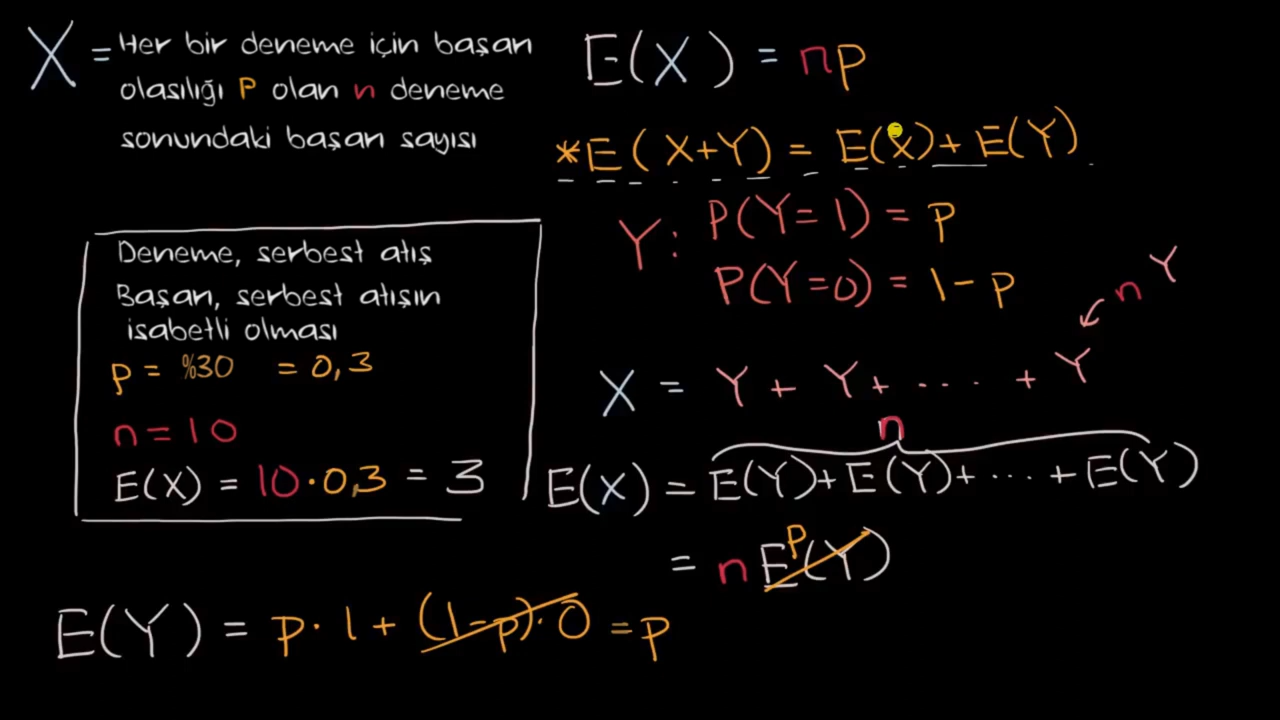 X = Her bir deneme için başarı
olasılığı p olan n deneme
sonundaki başarı sayısı
Deneme, serbest atış
Başarı, serbest atışın
isabetli olması
p = %30 = 0,3
n = 10
E(X) = 10 · 0,3 = 3
E(X) = np
*E(X+Y) = E(X) + E(Y)
Y: P(Y=1) = p
P(Y=0) = 1-p
n Y
X = Y + Y + .... + Y
n
E(X) = E(Y) + E(Y) + ... + E(Y)
p
= n E(Y)
E(Y) = p · 1 + (1-p) · 0 = p